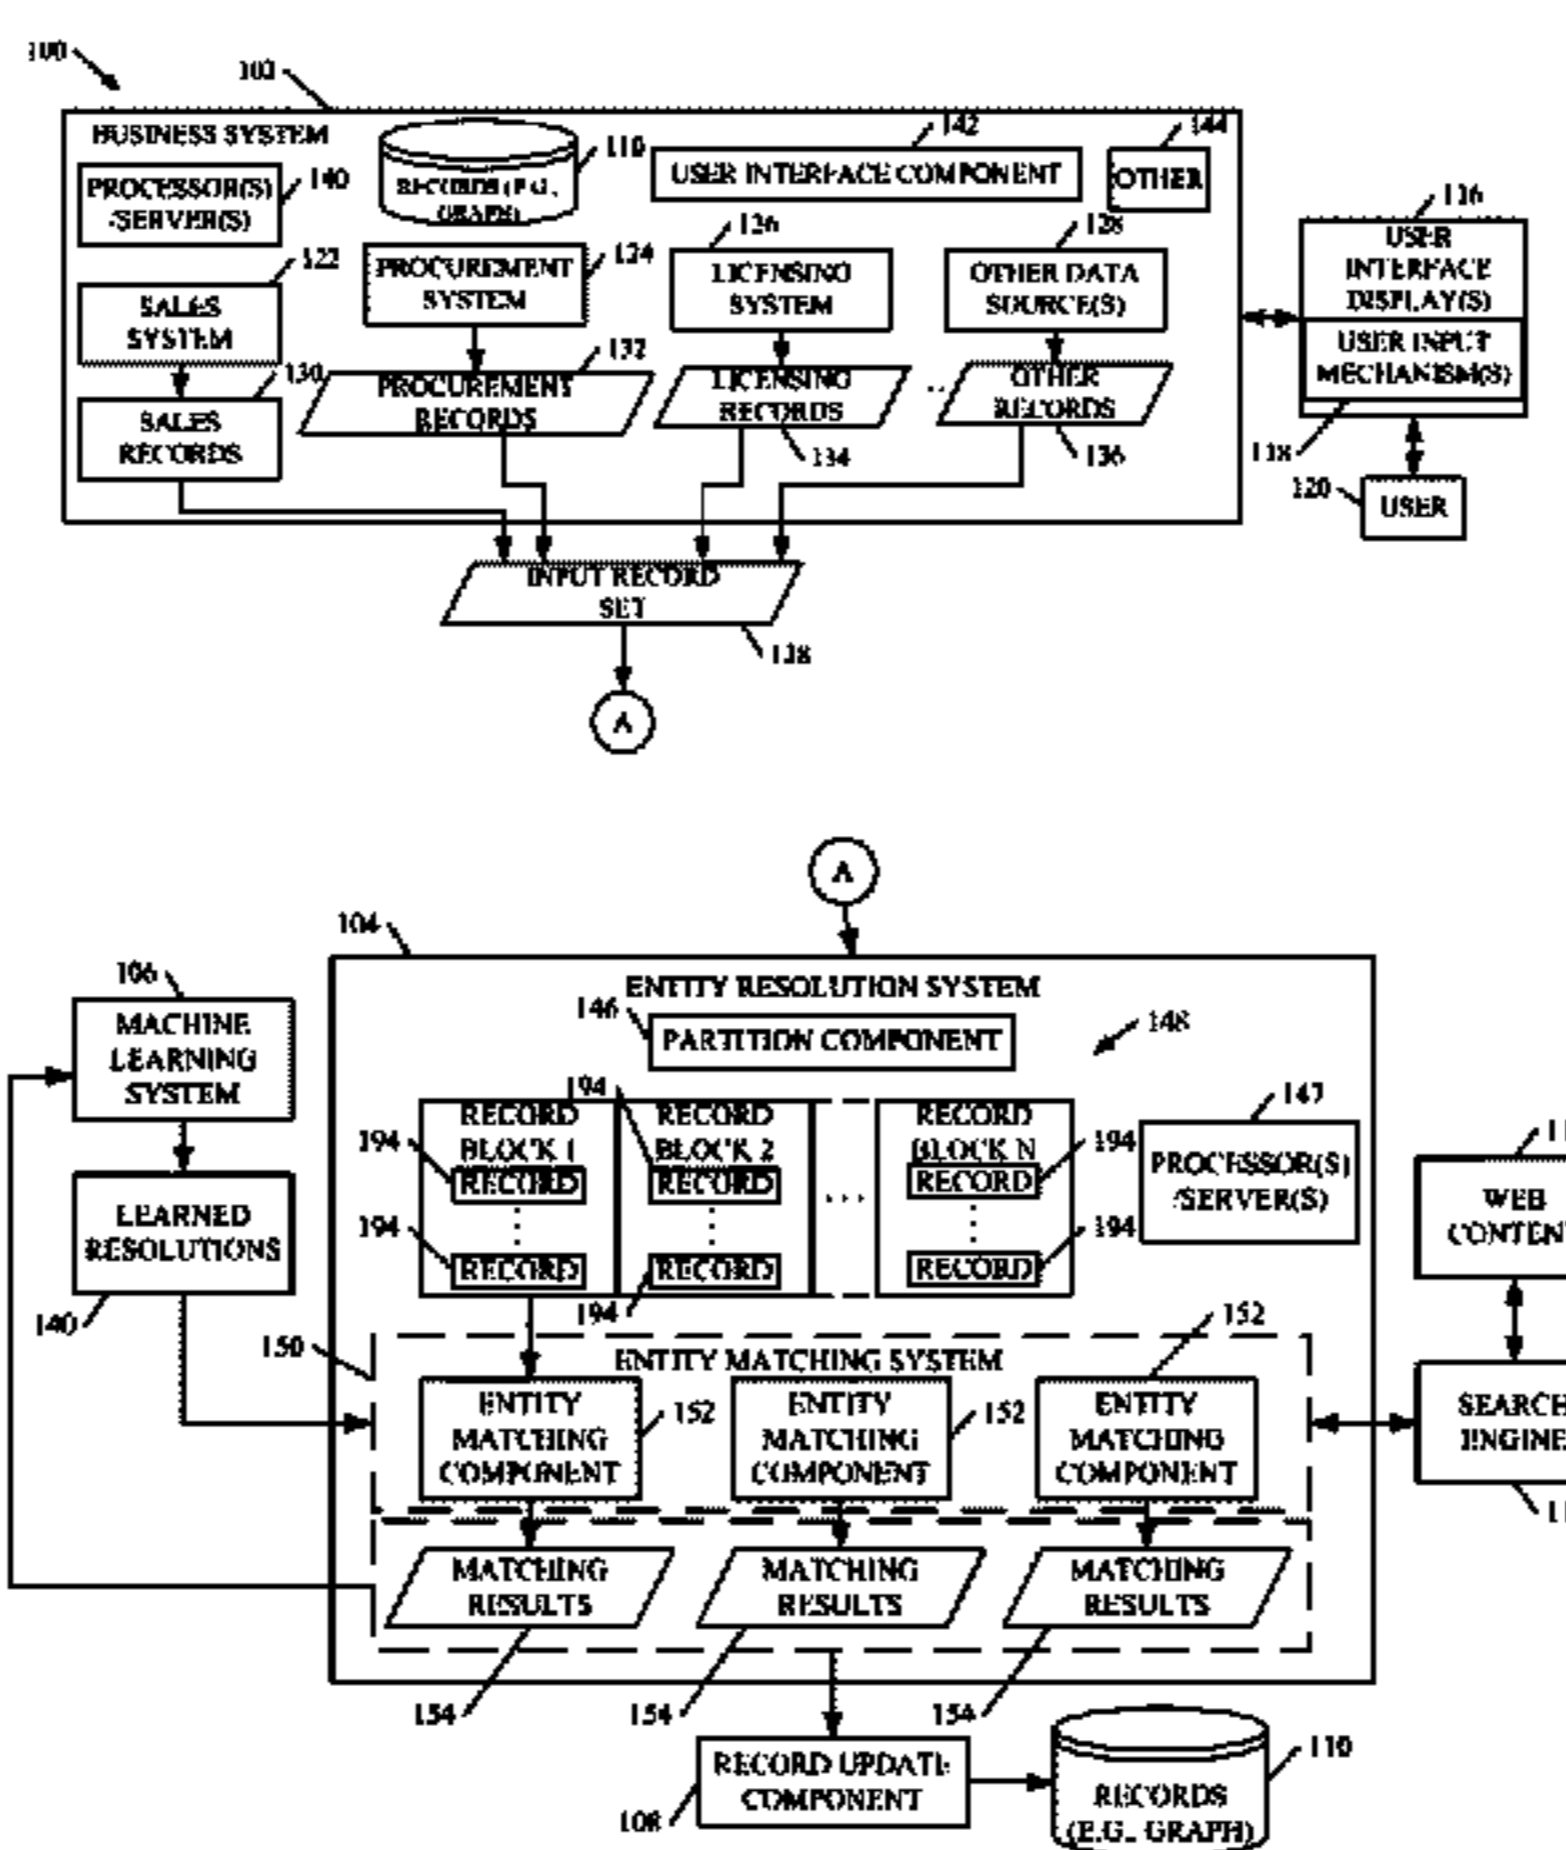 100
102
BUSINESS SYSTEM
PROCESSOR(S)
/SERVER(S)
140
RECORDS (E.G.,
GRAPH)
110
142
USER INTERFACE COMPONENT
144
OTHER
122
SALES
SYSTEM
PROCUREMENT
SYSTEM
124
126
LICENSING
SYSTEM
128
OTHER DATA
SOURCE(S)
116
USER
INTERFACE
DISPLAY(S)
USER INPUT
MECHANISM(S)
118
120
USER
130
SALES
RECORDS
132
PROCUREMENT
RECORDS
LICENSING
RECORDS
134
OTHER
RECORDS
136
INPUT RECORD
SET
138
A
A
104
ENTITY RESOLUTION SYSTEM
146
PARTITION COMPONENT
148
106
MACHINE
LEARNING
SYSTEM
LEARNED
RESOLUTIONS
140
194
RECORD
BLOCK 1
194
RECORD
194
RECORD
RECORD
BLOCK 2
RECORD
RECORD
194
...
RECORD
BLOCK N
RECORD
194
RECORD
194
147
PROCESSOR(S)
/SERVER(S)
WEB
SEARCH
ENGINE
150
ENTITY MATCHING SYSTEM
152
ENTITY
MATCHING
COMPONENT
152
ENTITY
MATCHING
COMPONENT
152
ENTITY
MATCHING
COMPONENT
MATCHING
RESULTS
MATCHING
RESULTS
MATCHING
RESULTS
154
154
154
RECORD UPDATE
COMPONENT
108
110
RECORDS
(E.G., GRAPH)